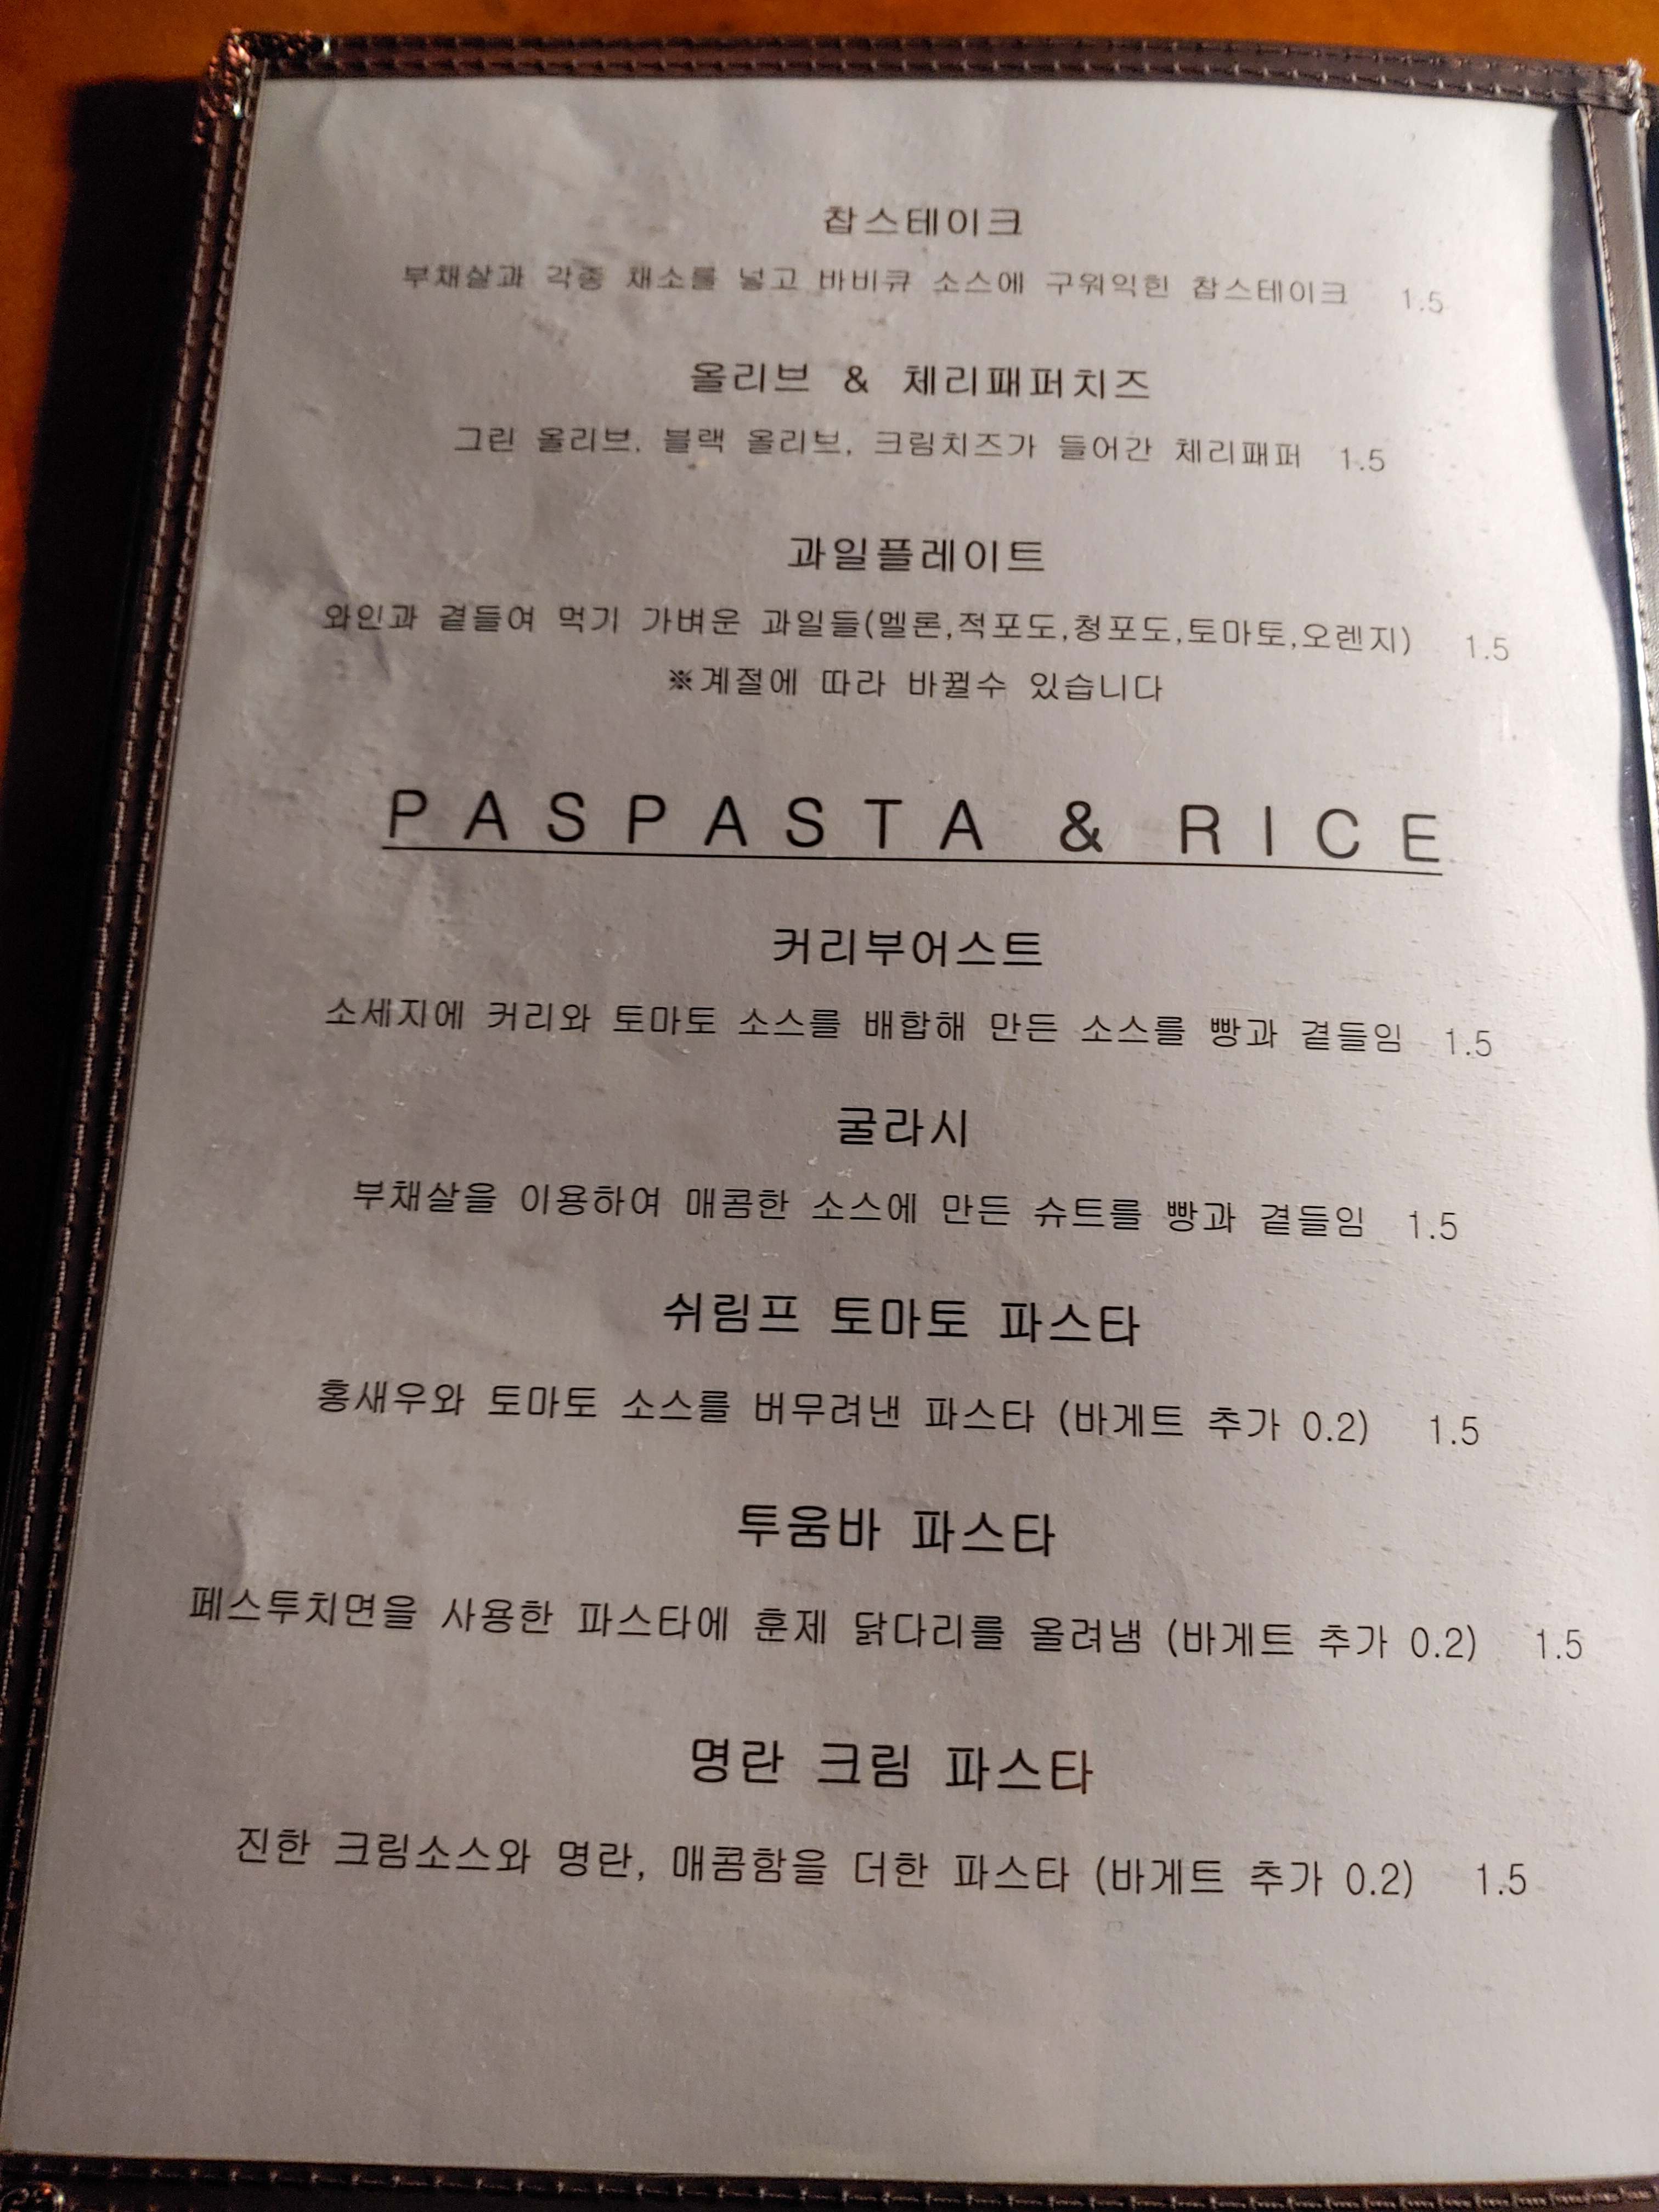 찹스테이크
부채살과 각종 채소를 넣고 바비큐 소스에 구워익힌 찹스테이크 1.5
올리브 & 체리패퍼치즈
그린 올리브, 블랙 올리브, 크림치즈가 들어간 체리패퍼 1.5
과일플레이트
와인과 곁들여 먹기 가벼운 과일들(멜론,적포도,청포도,토마토,오렌지) 1.5
※계절에 따라 바뀔수 있습니다
PASPASTA & RICE
커리부어스트
소세지에 커리와 토마토 소스를 배합해 만든 소스를 빵과 곁들임 1.5
굴라시
부채살을 이용하여 매콤한 소스에 만든 슈트를 빵과 곁들임 1.5
쉬림프 토마토 파스타
홍새우와 토마토 소스를 버무려낸 파스타 (바게트 추가 0.2) 1.5
투움바 파스타
페스투치면을 사용한 파스타에 훈제 닭다리를 올려냄 (바게트 추가 0.2) 1.5
명란 크림 파스타
진한 크림소스와 명란, 매콤함을 더한 파스타 (바게트 추가 0.2) 1.5